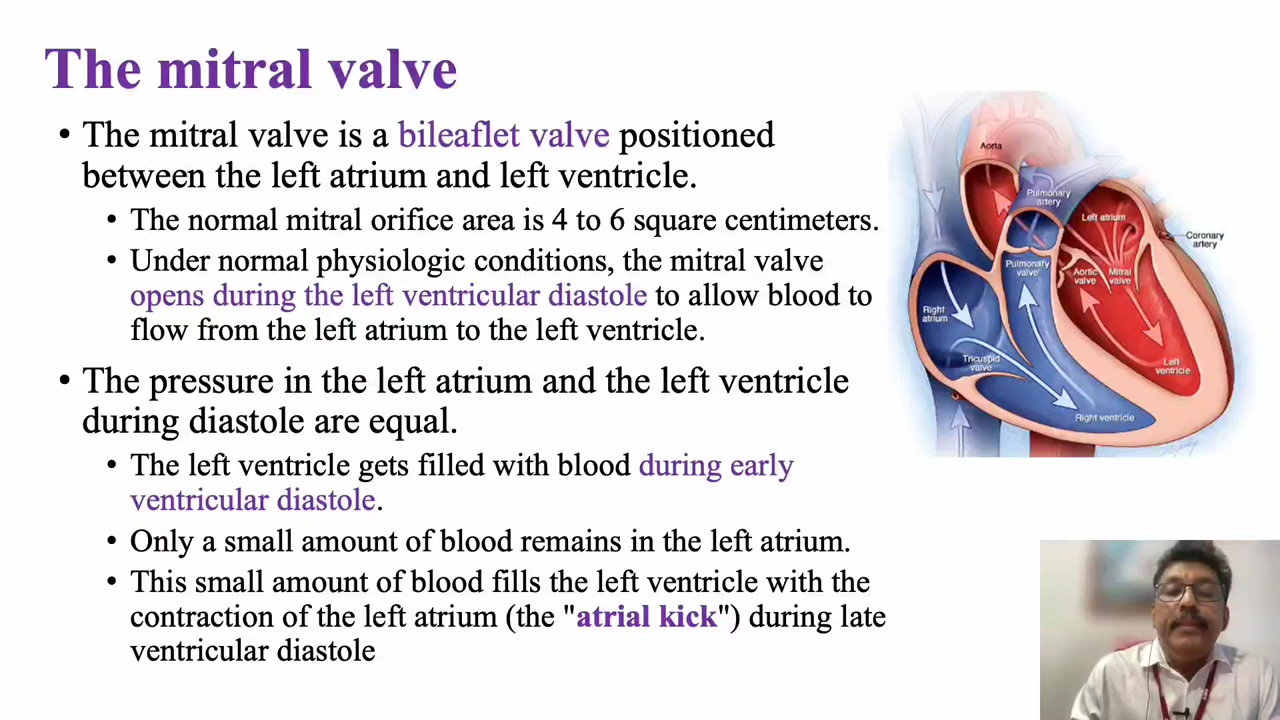 The mitral valve
• The mitral valve is a bileaflet valve positioned
between the left atrium and left ventricle.
• The normal mitral orifice area is 4 to 6 square centimeters.
• Under normal physiologic conditions, the mitral valve
opens during the left ventricular diastole to allow blood to
flow from the left atrium to the left ventricle.
• The pressure in the left atrium and the left ventricle
during diastole are equal.
• The left ventricle gets filled with blood during early
ventricular diastole.
• Only a small amount of blood remains in the left atrium.
• This small amount of blood fills the left ventricle with the
contraction of the left atrium (the "atrial kick") during late
ventricular diastole
Aorta
Pulmonary
artery
Left atrium
Coronary
artery
Pulmonary
valve
Aortic
valve
Mitral
valve
Right
atrium
Tricuspid
valve
Left
ventricle
Right ventricle